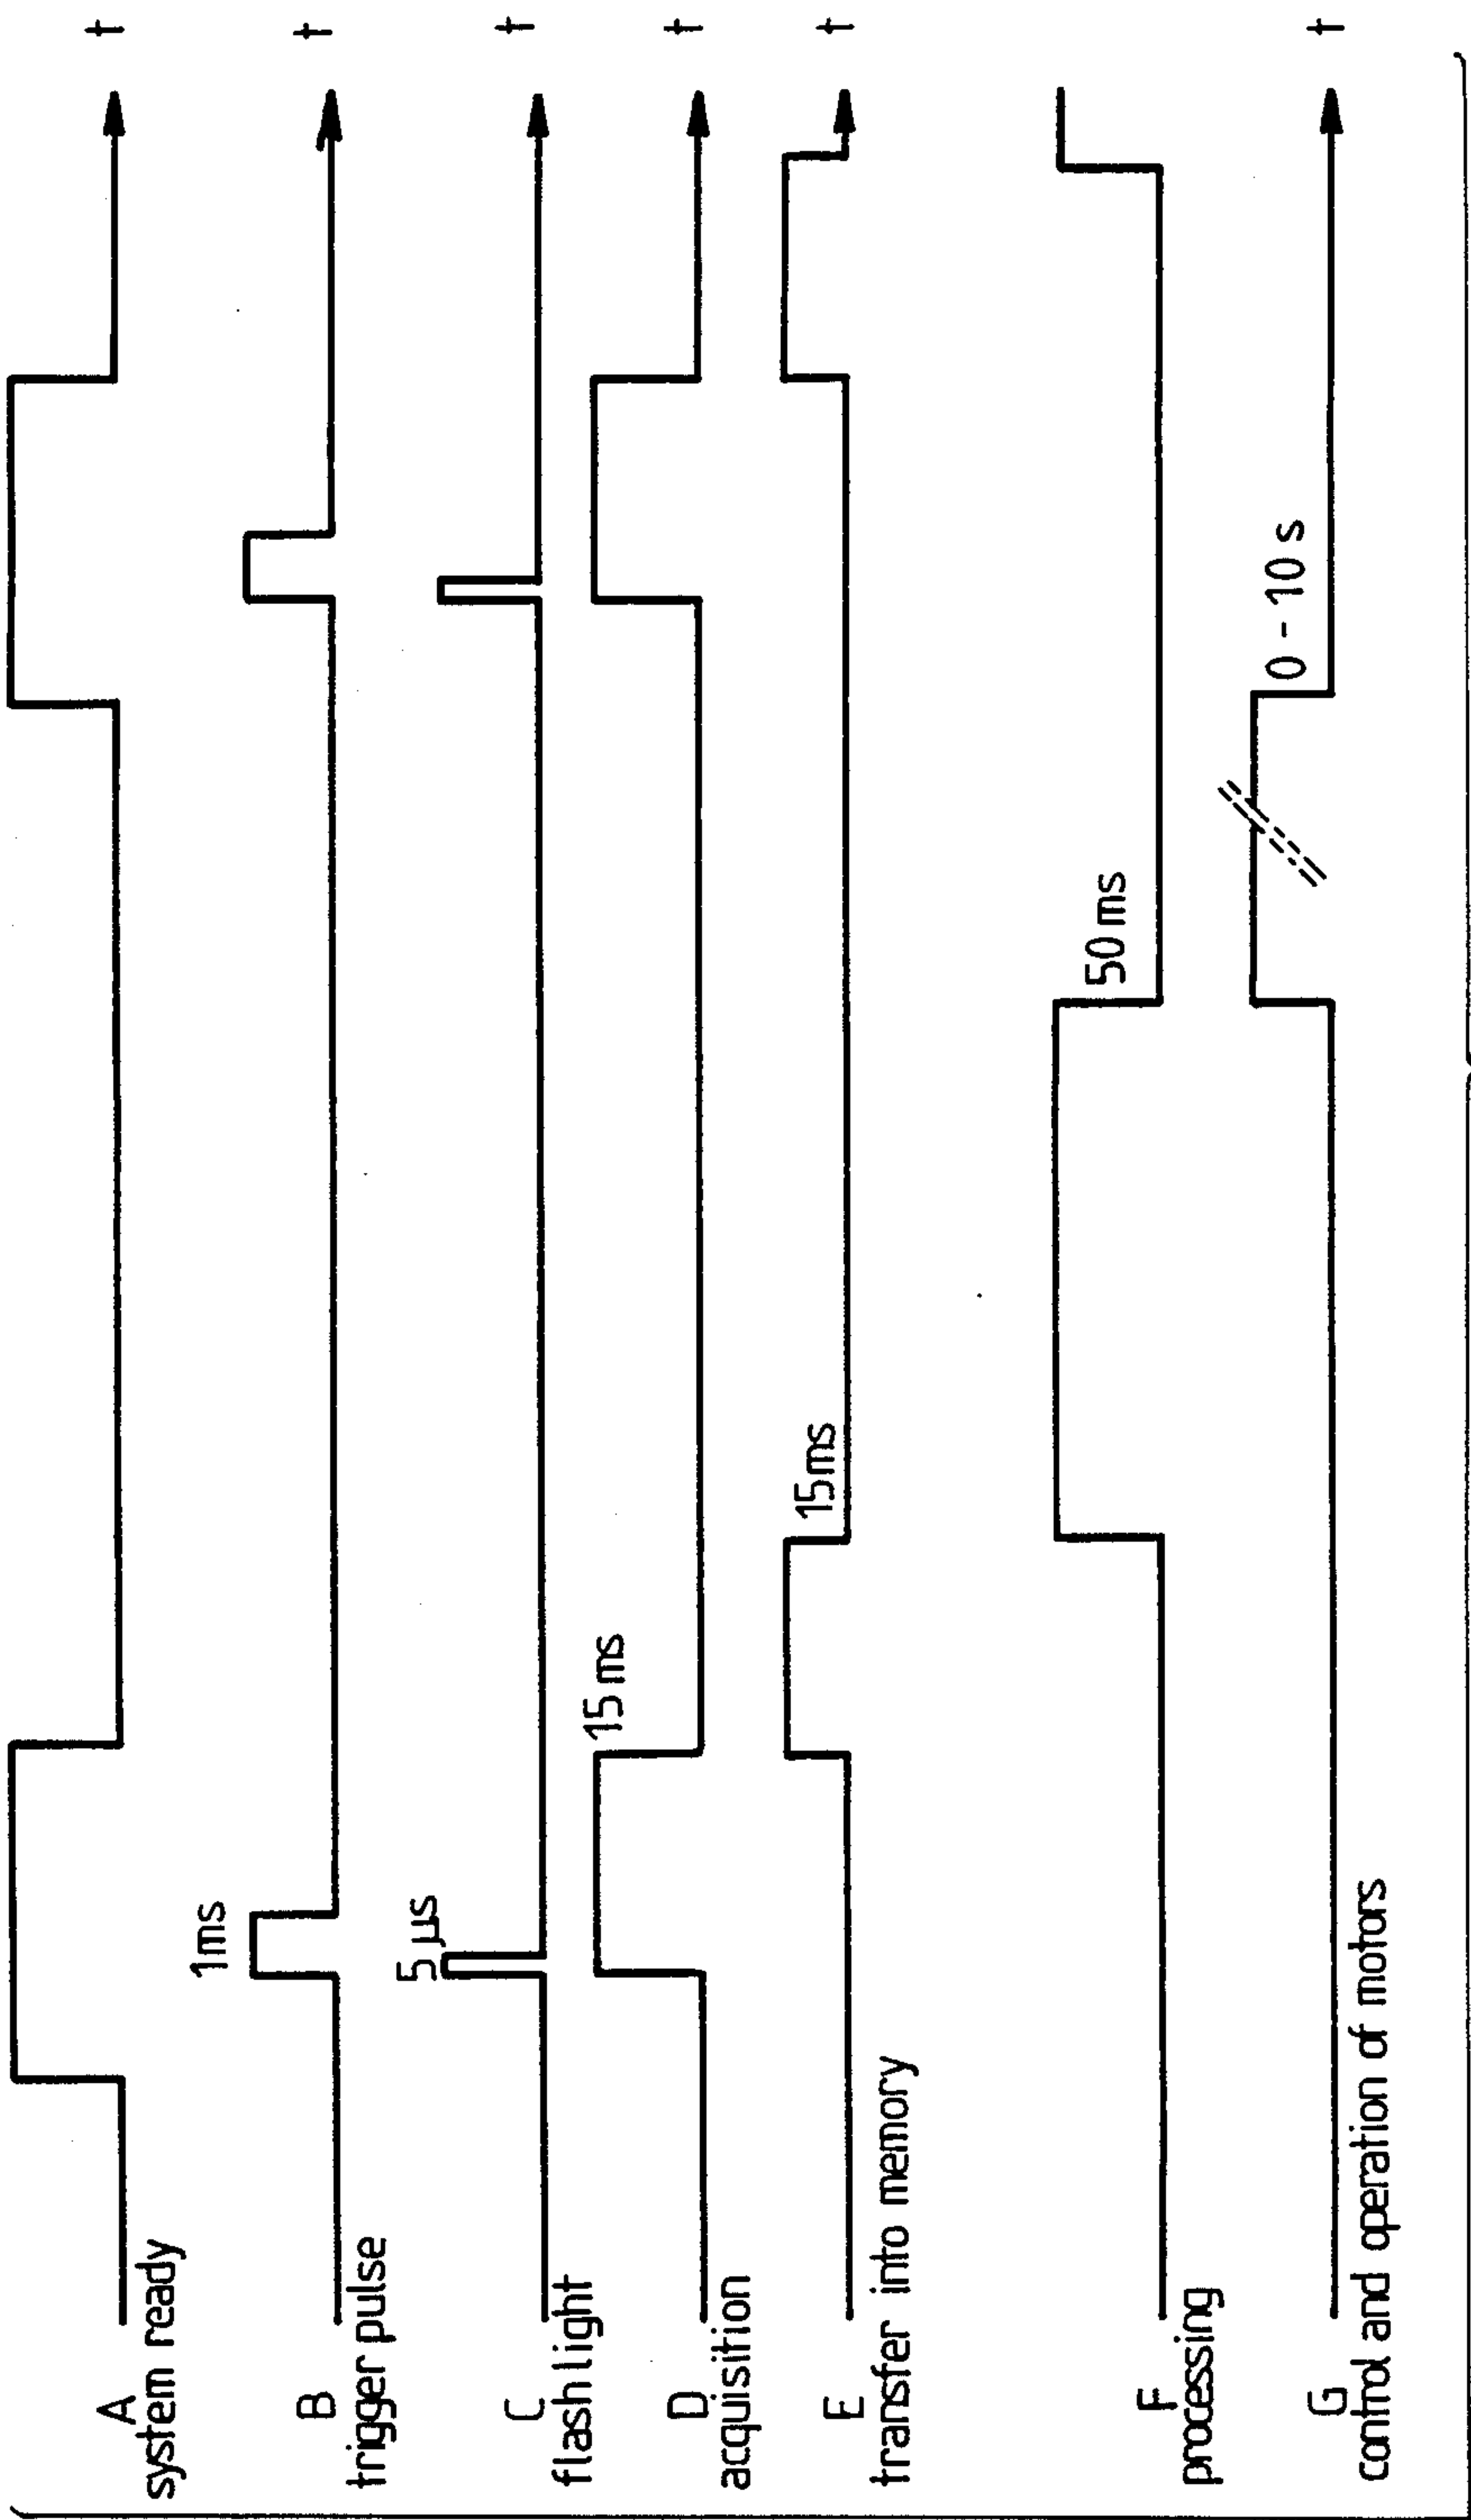 A
system ready
t
B
trigger pulse
1ms
t
C
flash light
5 µs
t
D
acquisition
15 ms
t
E
transfer into memory
15ms
t
F
processing
50 ms
G
control and operation of motors
0 - 10 s
t